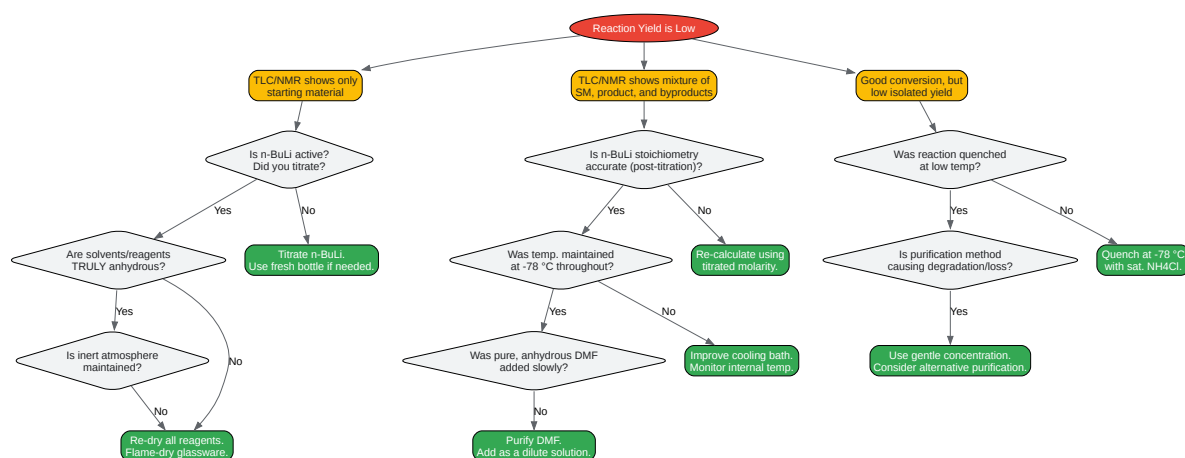 Reaction Yield is Low
TLC/NMR shows only
starting material
TLC/NMR shows mixture of
SM, product, and byproducts
Good conversion, but
low isolated yield
Is n-BuLi active?
Did you titrate?
Is n-BuLi stoichiometry
accurate (post-titration)?
Was reaction quenched
at low temp?
Yes
No
Yes
No
Yes
No
Are solvents/reagents
TRULY anhydrous?
Titrate n-BuLi.
Use fresh bottle if needed.
Was temp. maintained
at -78 °C throughout?
Re-calculate using
titrated molarity.
Is purification method
causing degradation/loss?
Quench at -78 °C
with sat. NH4Cl.
Yes
No
Yes
No
Yes
Is inert atmosphere
maintained?
Was pure, anhydrous DMF
added slowly?
Improve cooling bath.
Monitor internal temp.
Use gentle concentration.
Consider alternative purification.
No
No
Re-dry all reagents.
Flame-dry glassware.
Purify DMF.
Add as a dilute solution.